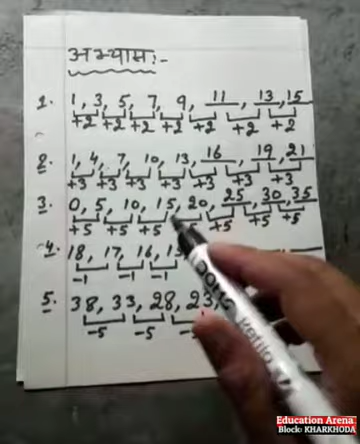 अभ्यास:-
1. 1, 3, 5, 7, 9, 11, 13, 15
+2 +2 +2 +2 +2 +2 +2
2. 1, 4, 7, 10, 13, 16, 19, 21
+3 +3 +3 +3 +3 +3 +3
3. 0, 5, 10, 15, 20, 25, 30, 35
+5 +5 +5 +5 +5 +5
4. 18, 17, 16,
-1 -1 -1
5. 38, 33, 28, 23,
-5 -5
Education Arena
Block: KHARKHODA